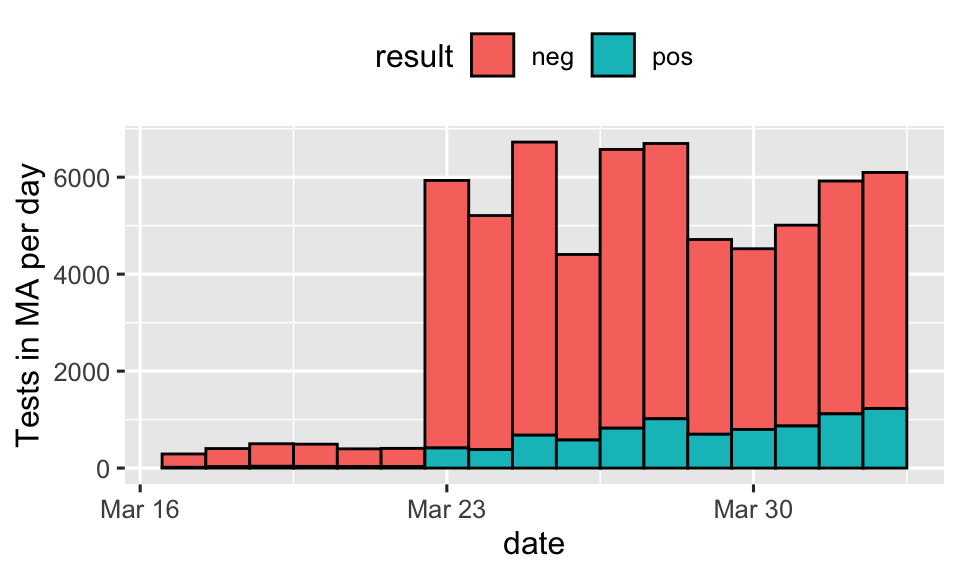 result neg pos
Tests in MA per day
6000
4000
2000
0
Mar 16 Mar 23 Mar 30
date